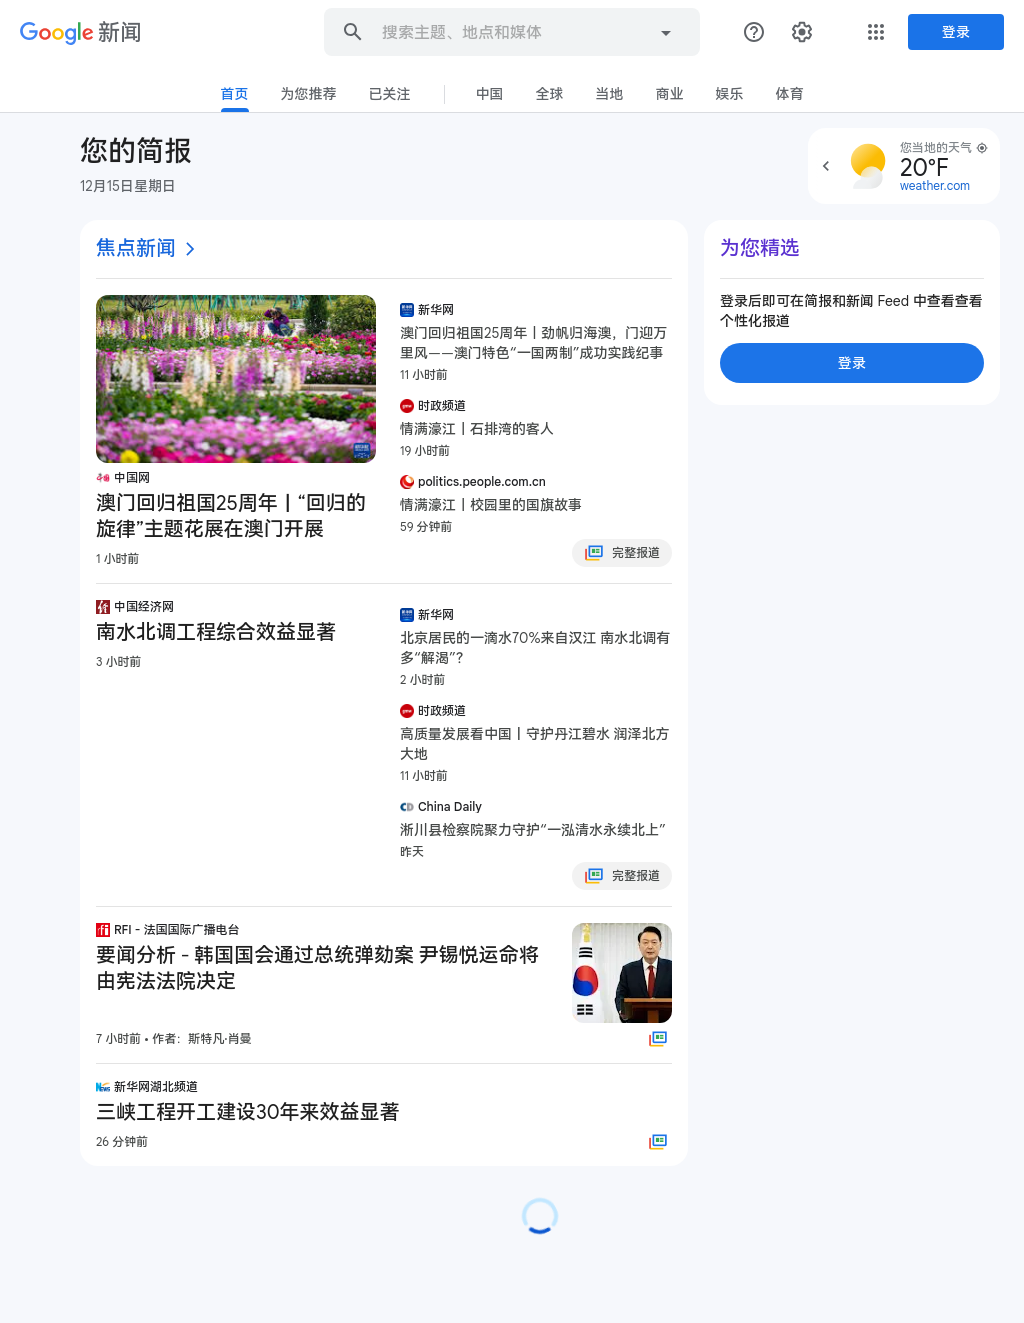 Google 新闻
搜索主题、地点和媒体
登录
首页
为您推荐
已关注
中国
全球
当地
商业
娱乐
体育
您的简报
12月15日星期日
您当地的天气
20°F
weather.com
焦点新闻
中国网
澳门回归祖国25周年丨“回归的
旋律”主题花展在澳门开展
1 小时前
新华网
澳门回归祖国25周年丨劲帆归海澳，门迎万
里风——澳门特色“一国两制”成功实践纪事
11 小时前
时政频道
情满濠江丨石排湾的客人
19 小时前
politics.people.com.cn
情满濠江丨校园里的国旗故事
59 分钟前
完整报道
中国经济网
南水北调工程综合效益显著
3 小时前
新华网
北京居民的一滴水70%来自汉江 南水北调有
多“解渴”？
2 小时前
时政频道
高质量发展看中国丨守护丹江碧水 润泽北方
大地
11 小时前
China Daily
淅川县检察院聚力守护“一泓清水永续北上”
昨天
完整报道
RFI - 法国国际广播电台
要闻分析 - 韩国国会通过总统弹劾案 尹锡悦运命将
由宪法法院决定
7 小时前 • 作者：斯特凡·肖曼
新华网湖北频道
三峡工程开工建设30年来效益显著
26 分钟前
为您精选
登录后即可在简报和新闻 Feed 中查看查看
个性化报道
登录